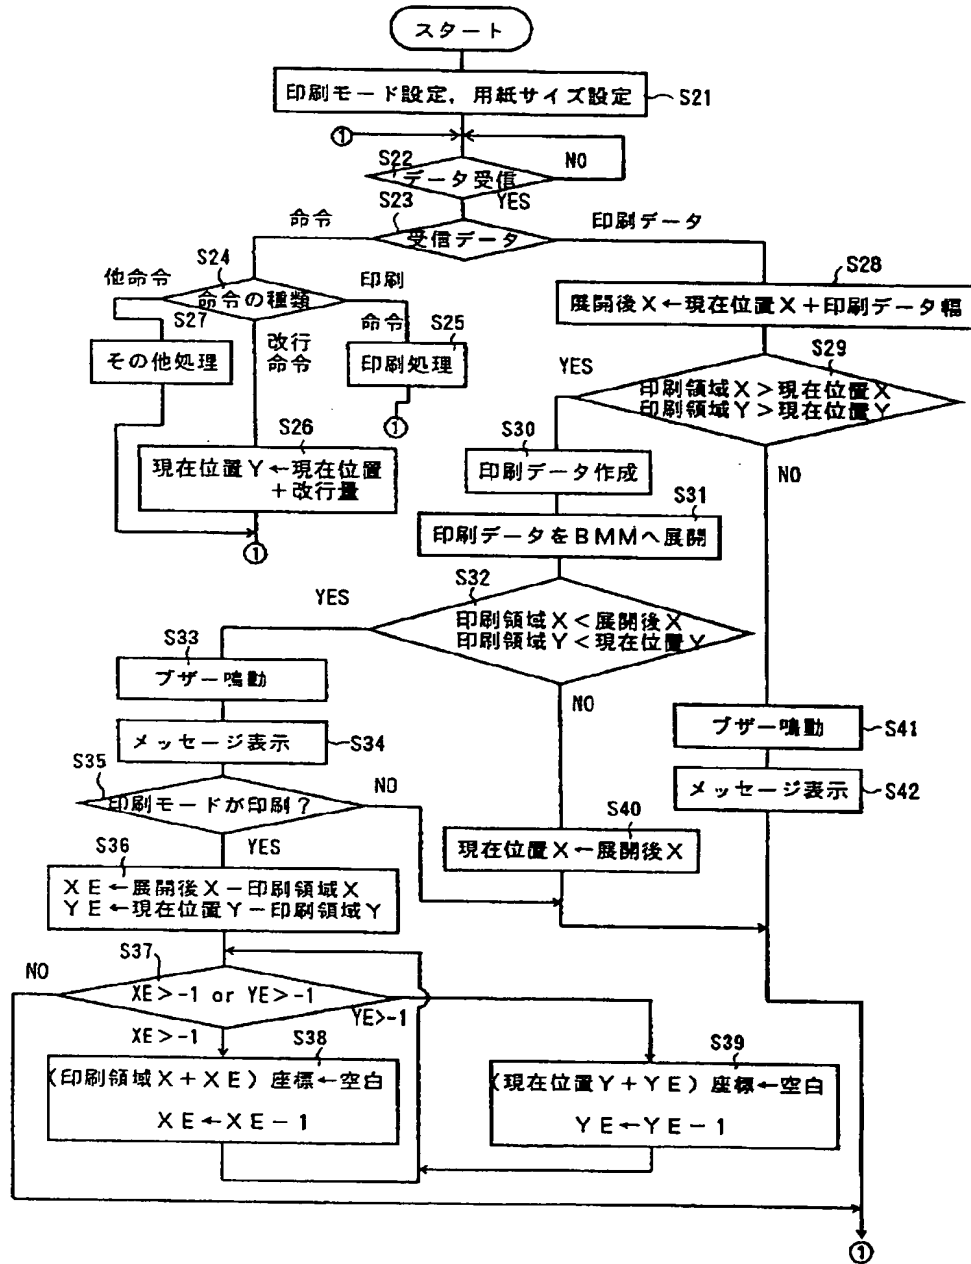 スタート
印刷モード設定，用紙サイズ設定
S21
①
NO
S22
データ受信
YES
S23
命令
受信データ
印刷データ
S24
他命令
命令の種類
印刷
命令
S28
展開後X←現在位置X＋印刷データ幅
S27
その他処理
改行
命令
S25
印刷処理
①
S29
YES
印刷領域X＞現在位置X
印刷領域Y＞現在位置Y
NO
S26
現在位置Y←現在位置
＋改行量
①
S30
印刷データ作成
S31
印刷データをBMMへ展開
S32
YES
印刷領域X＜展開後X
印刷領域Y＜現在位置Y
NO
S33
ブザー鳴動
メッセージ表示
S34
S35
印刷モードが印刷？
NO
YES
ブザー鳴動
S41
メッセージ表示
S42
S40
現在位置X←展開後X
S36
XE←展開後X－印刷領域X
YE←現在位置Y－印刷領域Y
S37
NO
XE>-1 or YE>-1
YE>-1
XE>-1
S38
(印刷領域X＋XE) 座標←空白
XE←XE－1
S39
(現在位置Y＋YE) 座標←空白
YE←YE－1
①